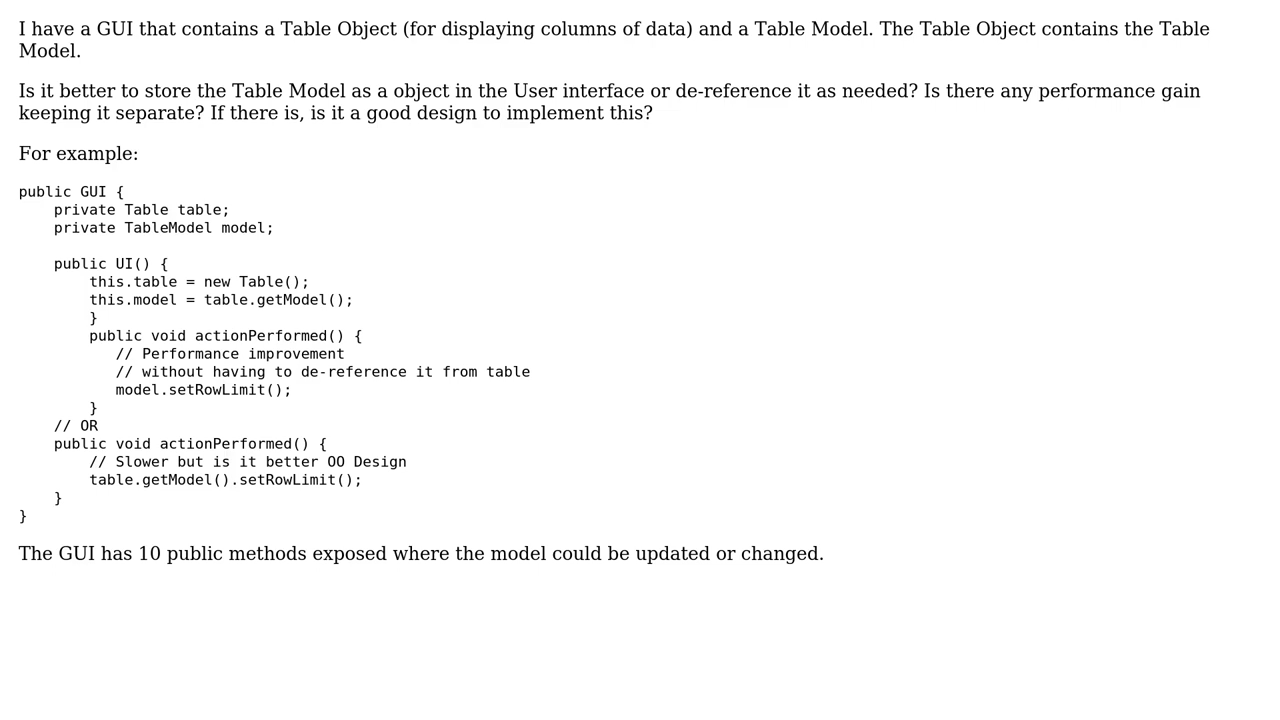 I have a GUI that contains a Table Object (for displaying columns of data) and a Table Model. The Table Object contains the Table
Model.
Is it better to store the Table Model as a object in the User interface or de-reference it as needed? Is there any performance gain
keeping it separate? If there is, is it a good design to implement this?
For example:
public GUI {
    private Table table;
    private TableModel model;

    public UI() {
        this.table = new Table();
        this.model = table.getModel();
        }
        public void actionPerformed() {
           // Performance improvement
           // without having to de-reference it from table
           model.setRowLimit();
        }
    // OR
    public void actionPerformed() {
        // Slower but is it better OO Design
        table.getModel().setRowLimit();
    }
}
The GUI has 10 public methods exposed where the model could be updated or changed.